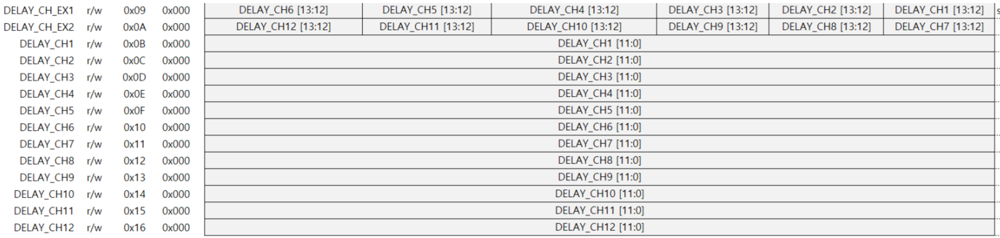 DELAY_CH_EX1 r/w 0x09 0x000 DELAY_CH6 [13:12] DELAY_CH5 [13:12] DELAY_CH4 [13:12] DELAY_CH3 [13:12] DELAY_CH2 [13:12] DELAY_CH1 [13:12]
DELAY_CH_EX2 r/w 0x0A 0x000 DELAY_CH12 [13:12] DELAY_CH11 [13:12] DELAY_CH10 [13:12] DELAY_CH9 [13:12] DELAY_CH8 [13:12] DELAY_CH7 [13:12]
DELAY_CH1 r/w 0x0B 0x000 DELAY_CH1 [11:0]
DELAY_CH2 r/w 0x0C 0x000 DELAY_CH2 [11:0]
DELAY_CH3 r/w 0x0D 0x000 DELAY_CH3 [11:0]
DELAY_CH4 r/w 0x0E 0x000 DELAY_CH4 [11:0]
DELAY_CH5 r/w 0x0F 0x000 DELAY_CH5 [11:0]
DELAY_CH6 r/w 0x10 0x000 DELAY_CH6 [11:0]
DELAY_CH7 r/w 0x11 0x000 DELAY_CH7 [11:0]
DELAY_CH8 r/w 0x12 0x000 DELAY_CH8 [11:0]
DELAY_CH9 r/w 0x13 0x000 DELAY_CH9 [11:0]
DELAY_CH10 r/w 0x14 0x000 DELAY_CH10 [11:0]
DELAY_CH11 r/w 0x15 0x000 DELAY_CH11 [11:0]
DELAY_CH12 r/w 0x16 0x000 DELAY_CH12 [11:0]